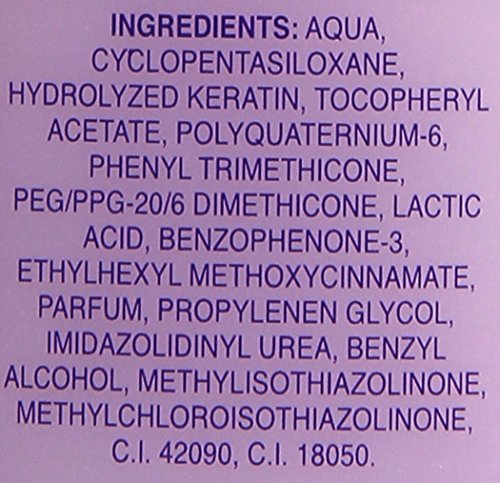 INGREDIENTS: AQUA,
CYCLOPENTASILOXANE,
HYDROLYZED KERATIN, TOCOPHERYL
ACETATE, POLYQUATERNIUM-6,
PHENYL TRIMETHICONE,
PEG/PPG-20/6 DIMETHICONE, LACTIC
ACID, BENZOPHENONE-3,
ETHYLHEXYL METHOXYCINNAMATE,
PARFUM, PROPYLENEN GLYCOL,
IMIDAZOLIDINYL UREA, BENZYL
ALCOHOL, METHYLISOTHIAZOLINONE,
METHYLCHLOROISOTHIAZOLINONE,
C.I. 42090, C.I. 18050.